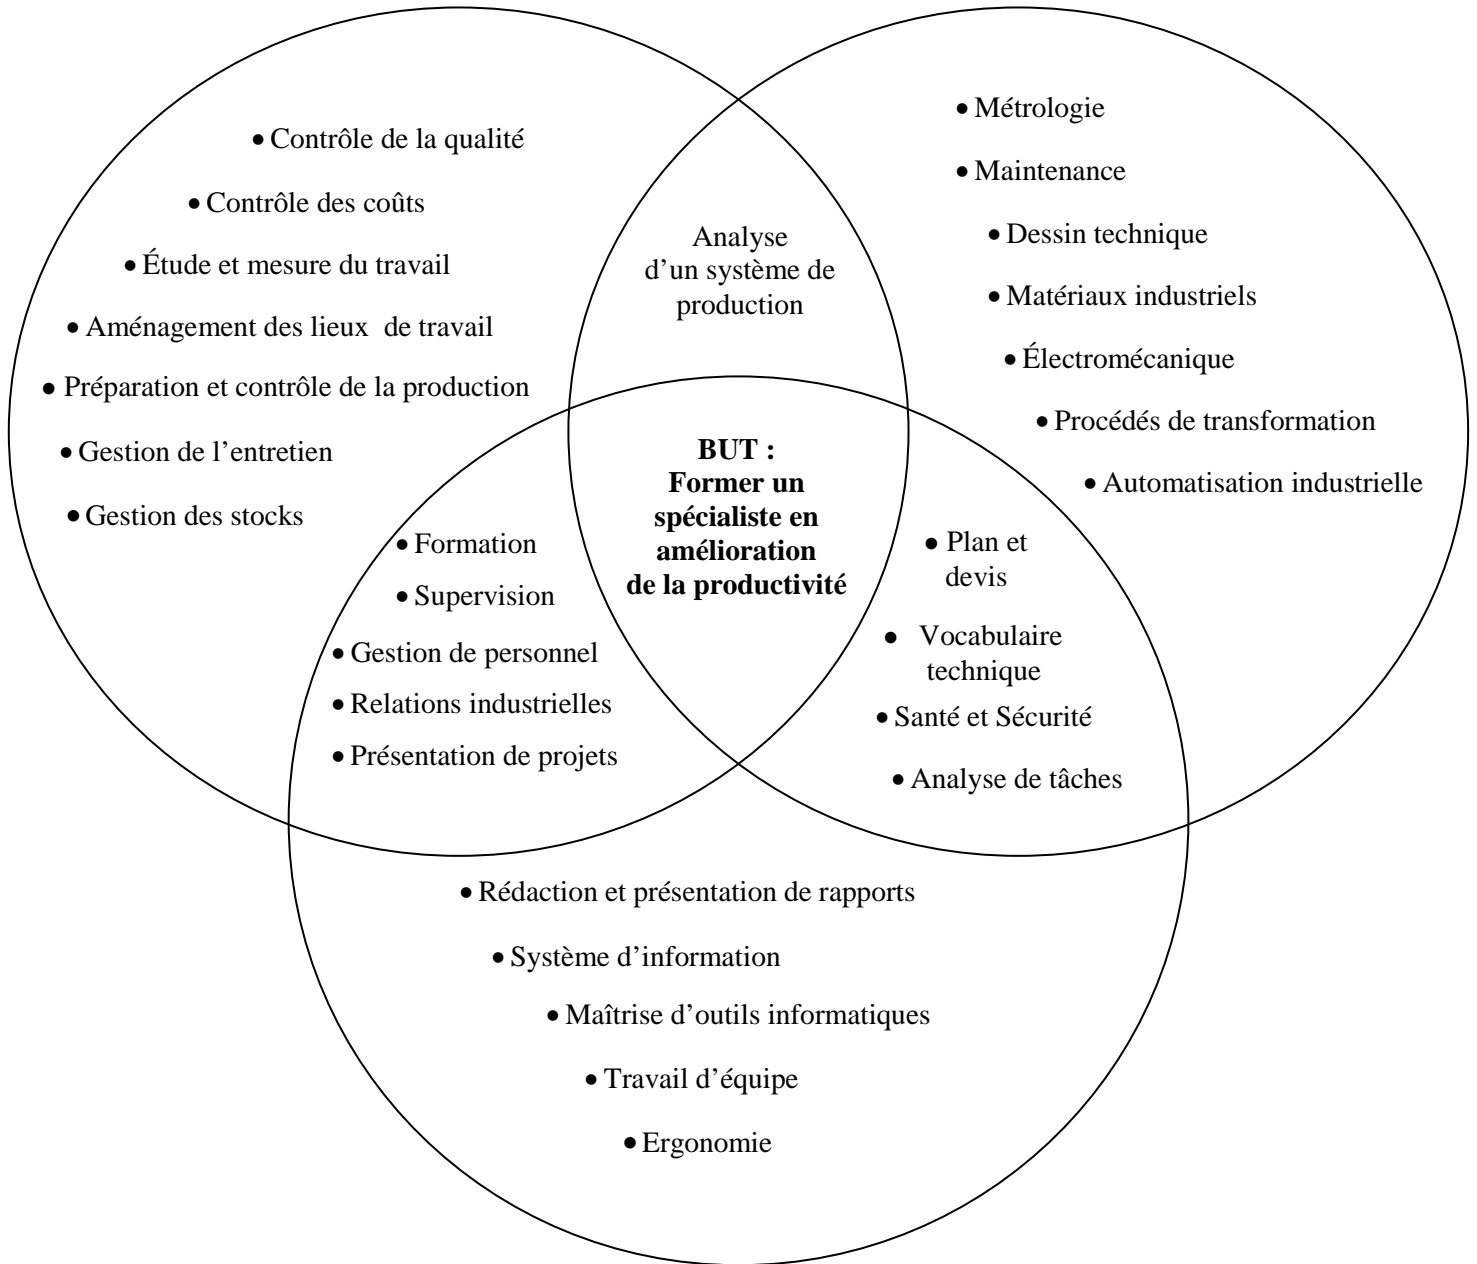 • Contrôle de la qualité
• Contrôle des coûts
• Étude et mesure du travail
• Aménagement des lieux de travail
• Préparation et contrôle de la production
• Gestion de l’entretien
• Gestion des stocks
Analyse
d’un système de
production
• Métrologie
• Maintenance
• Dessin technique
• Matériaux industriels
• Électromécanique
• Procédés de transformation
• Automatisation industrielle
BUT :
Former un
spécialiste en
amélioration
de la productivité
• Formation
• Supervision
• Gestion de personnel
• Relations industrielles
• Présentation de projets
• Plan et
devis
• Vocabulaire
technique
• Santé et Sécurité
• Analyse de tâches
• Rédaction et présentation de rapports
• Système d’information
• Maîtrise d’outils informatiques
• Travail d’équipe
• Ergonomie